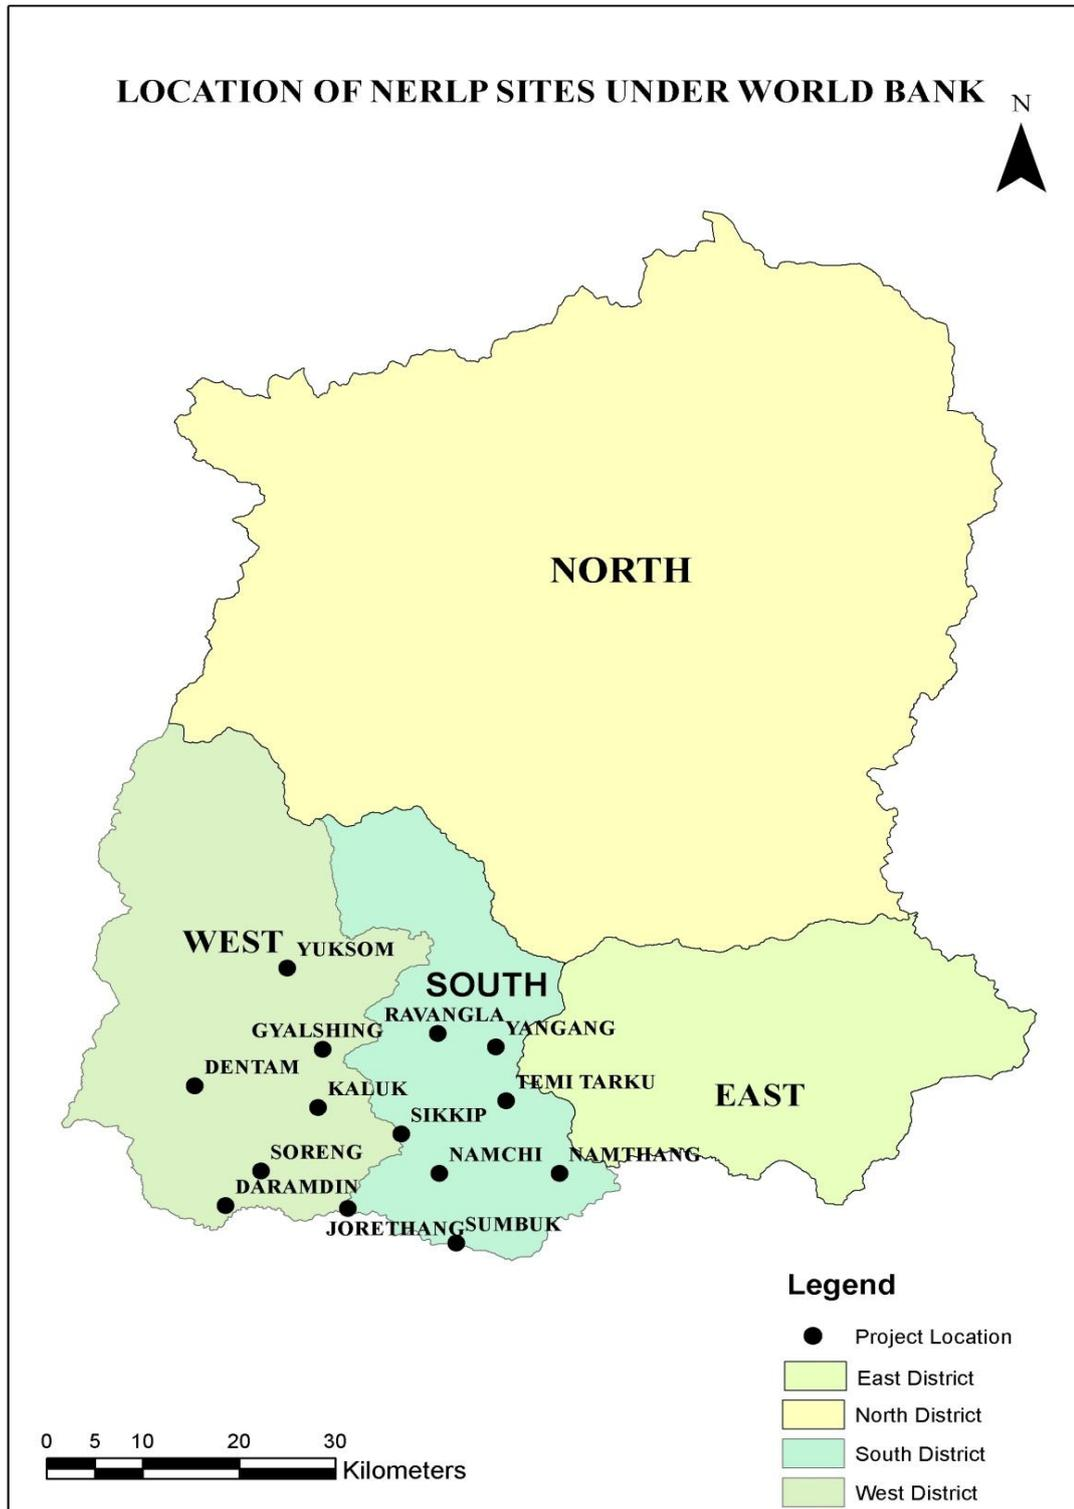 LOCATION OF NERLP SITES UNDER WORLD BANK
N
NORTH
WEST
YUKSOM
SOUTH
RAVANGLA
YANGANG
GYALSHING
DENTAM
KALUK
TEMI TARKU
EAST
SIKKIP
SORENG
NAMCHI
NAMTHANG
DARAMDIN
JORETHANG
SUMBUK
Legend
Project Location
East District
North District
South District
West District
0 5 10 20 30
Kilometers